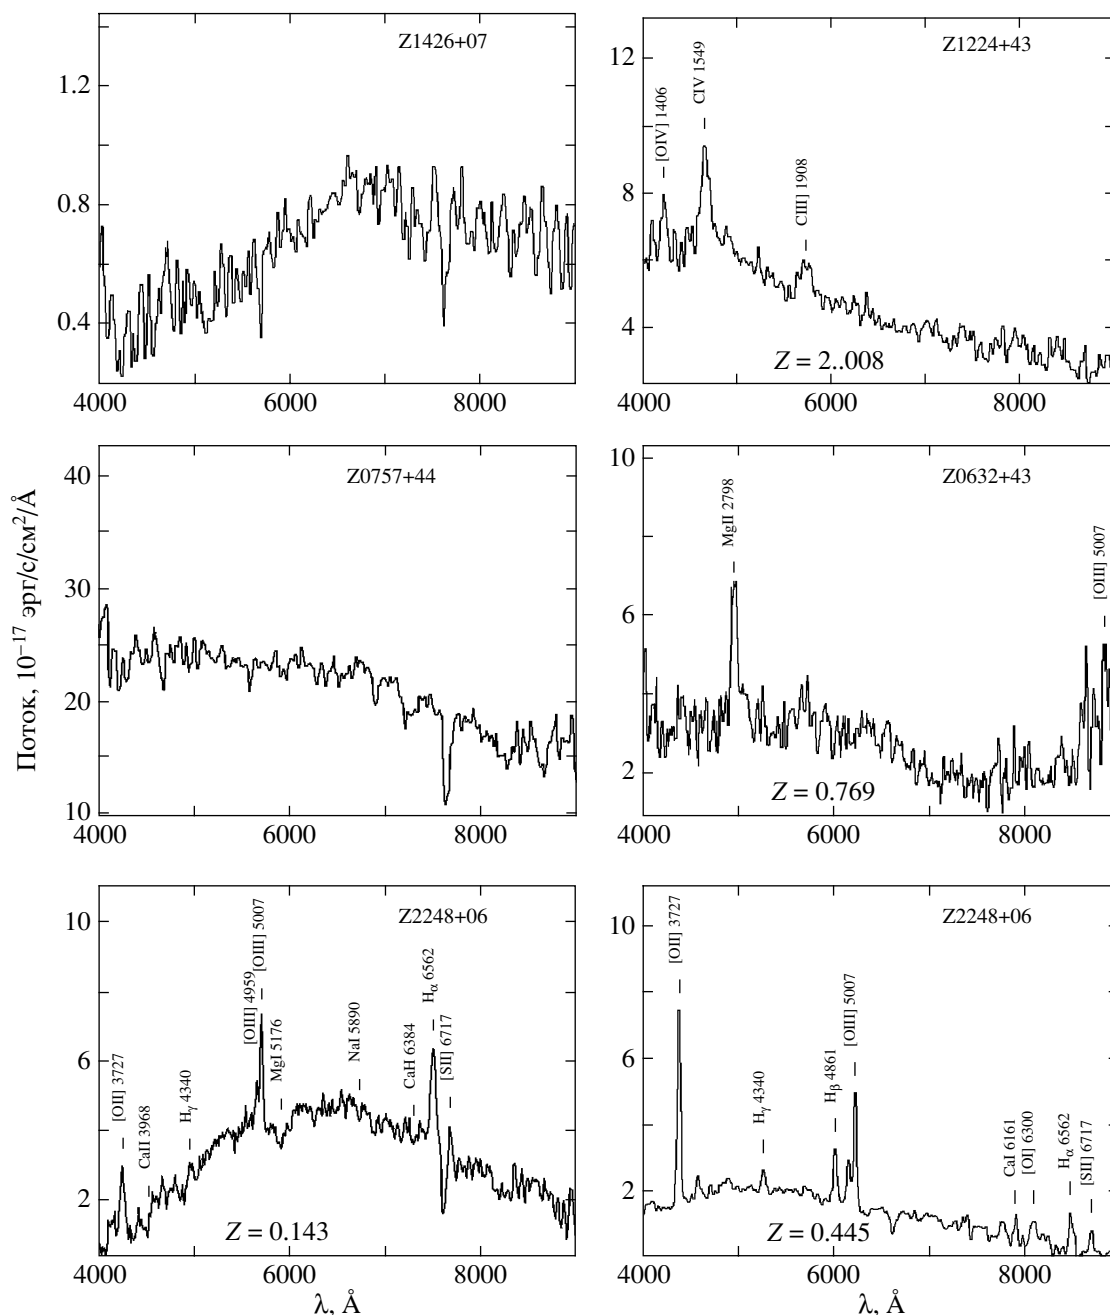 Z1426+07
1.2
0.8
0.4
4000
6000
8000
Z1224+43
12
8
4
[OIV] 1406
CIV 1549
CIII] 1908
Z = 2..008
4000
6000
8000
Поток, 10⁻¹⁷ эрг/с/см²/Å
Z0757+44
40
30
20
10
4000
6000
8000
Z0632+43
10
6
2
MgII 2798
[OIII] 5007
Z = 0.769
4000
6000
8000
Z2248+06
10
6
2
[OII] 3727
CaII 3968
Hγ 4340
[OIII] 4959
[OIII] 5007
MgI 5176
NaI 5890
CaH 6384
Hα 6562
[SII] 6717
Z = 0.143
4000
6000
8000
λ, Å
Z2248+06
10
6
2
[OII] 3727
Hγ 4340
Hβ 4861
[OIII] 5007
CaI 6161
[OI] 6300
Hα 6562
[SII] 6717
Z = 0.445
4000
6000
8000
λ, Å